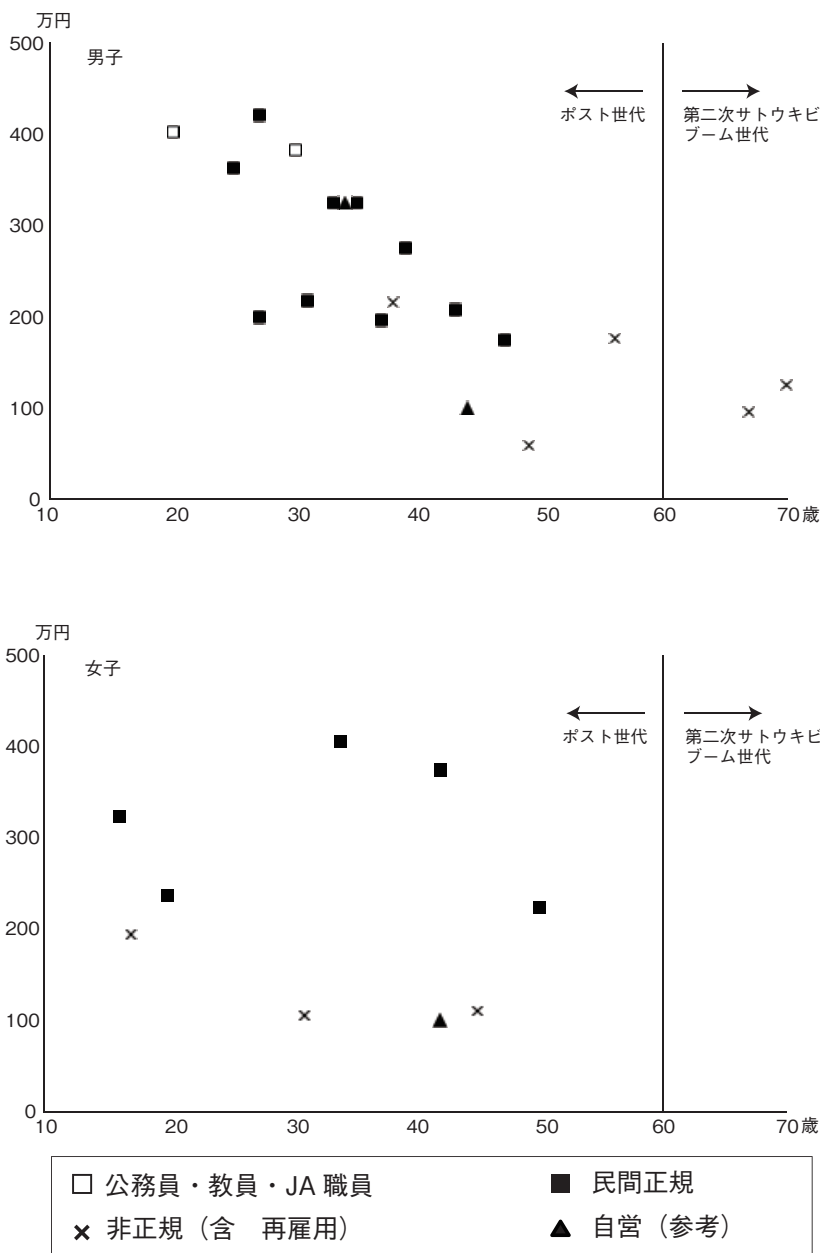 万円
500
男子
ポスト世代
第二次サトウキビ
ブーム世代
400
300
200
100
0
10
20
30
40
50
60
70歳
万円
500
女子
ポスト世代
第二次サトウキビ
ブーム世代
400
300
200
100
0
10
20
30
40
50
60
70歳
公務員・教員・JA 職員
民間正規
非正規（含　再雇用）
自営（参考）